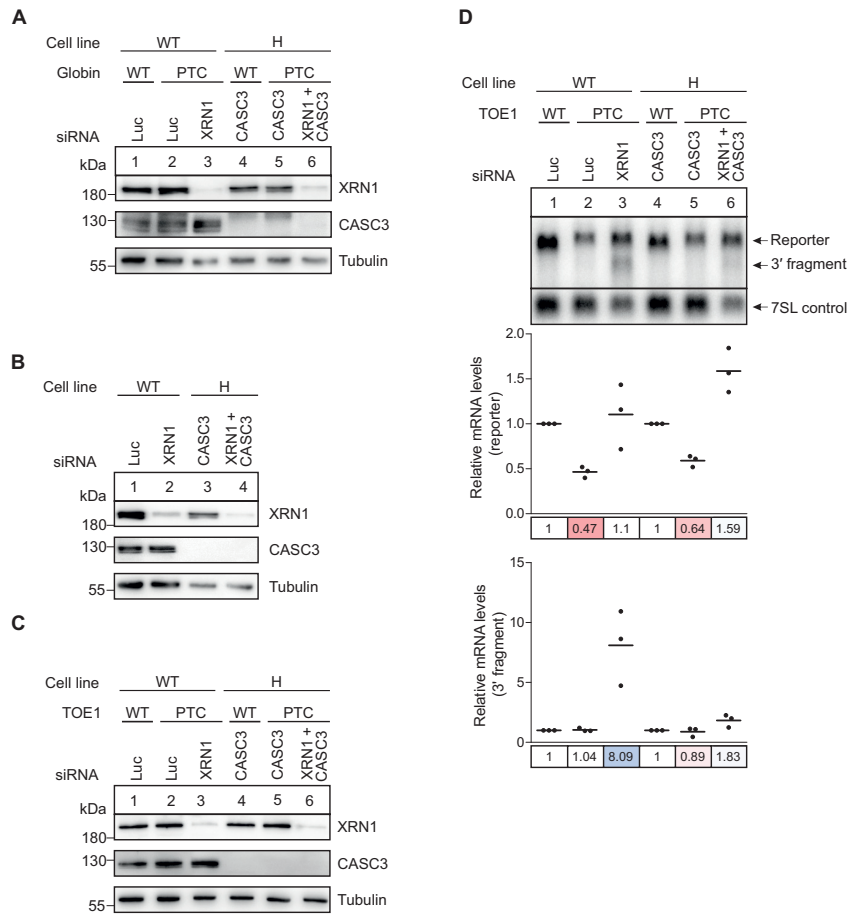 A
Cell line WT H
Globin WT PTC WT PTC
siRNA Luc Luc XRN1 CASC3 CASC3 XRN1 + CASC3
kDa 1 2 3 4 5 6
180 XRN1
130 CASC3
55 Tubulin
B
Cell line WT H
siRNA Luc XRN1 CASC3 XRN1 + CASC3
kDa 1 2 3 4
180 XRN1
130 CASC3
55 Tubulin
C
Cell line WT H
TOE1 WT PTC WT PTC
siRNA Luc Luc XRN1 CASC3 CASC3 XRN1 + CASC3
kDa 1 2 3 4 5 6
180 XRN1
130 CASC3
55 Tubulin
D
Cell line WT H
TOE1 WT PTC WT PTC
siRNA Luc Luc XRN1 CASC3 CASC3 XRN1 + CASC3
1 2 3 4 5 6
Reporter
3′ fragment
7SL control
Relative mRNA levels
(reporter)
2.0
1.5
1.0
0.5
0.0
1 0.47 1.1 1 0.64 1.59
Relative mRNA levels
(3′ fragment)
15
10
5
0
1 1.04 8.09 1 0.89 1.83